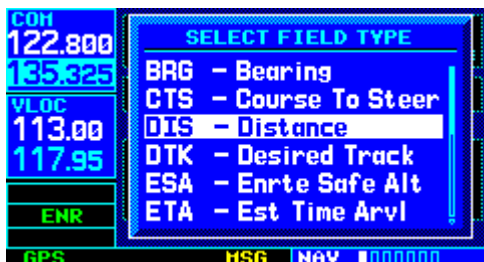 COM
122.800
135.325
VLOC
113.00
117.95
ENR
GPS
SELECT FIELD TYPE
BRG – Bearing
CTS – Course To Steer
DIS – Distance
DTK – Desired Track
ESA – Enrte Safe Alt
ETA – Est Time Arvl
MSG
NAV